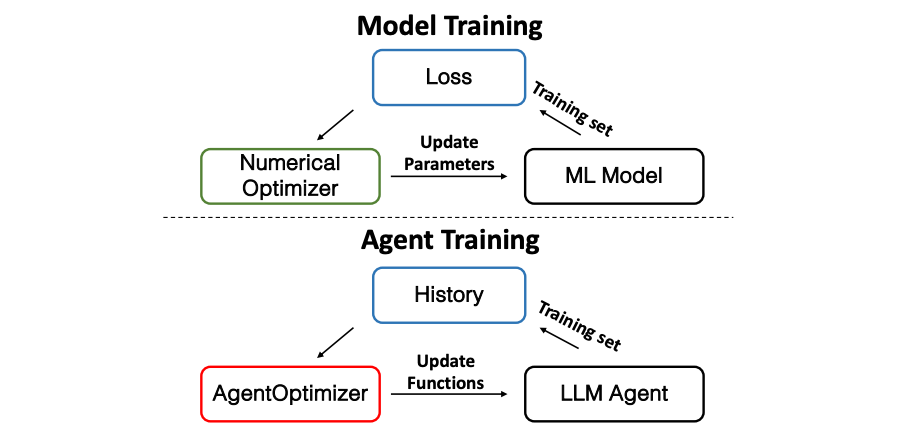 Model Training
Loss
Training set
Update
Parameters
Numerical
Optimizer
ML Model
Agent Training
History
Training set
Update
Functions
AgentOptimizer
LLM Agent